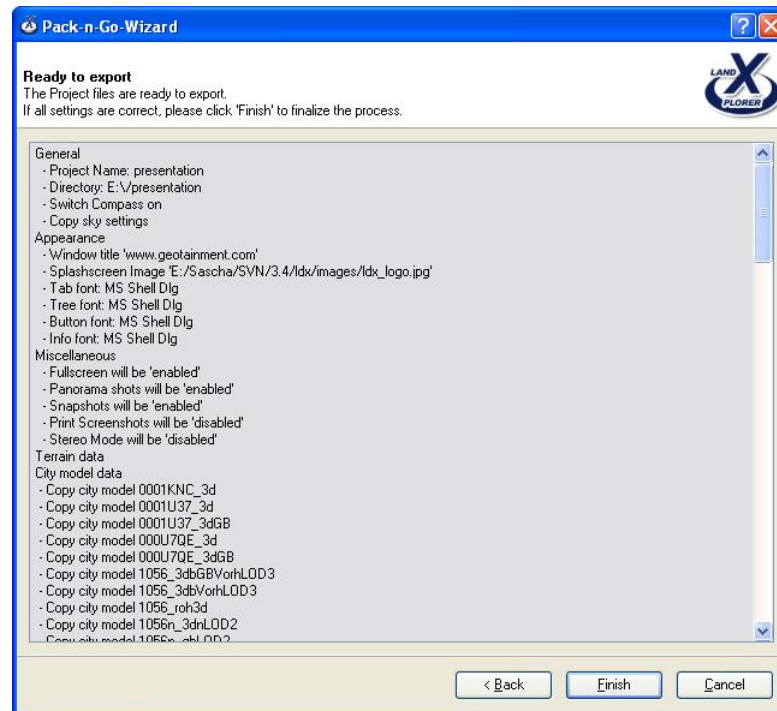 Pack-n-Go-Wizard
Ready to export
The Project files are ready to export.
If all settings are correct, please click 'Finish' to finalize the process.
LAND X PLORER
General
- Project Name: presentation
- Directory: E:\/presentation
- Switch Compass on
- Copy sky settings
Appearance
- Window title 'www.geotainment.com'
- Splashscreen Image 'E:/Sascha/SVN/3.4/ldx/images/ldx_logo.jpg'
- Tab font: MS Shell Dlg
- Tree font: MS Shell Dlg
- Button font: MS Shell Dlg
- Info font: MS Shell Dlg
Miscellaneous
- Fullscreen will be 'enabled'
- Panorama shots will be 'enabled'
- Snapshots will be 'enabled'
- Print Screenshots will be 'disabled'
- Stereo Mode will be 'disabled'
Terrain data
City model data
- Copy city model 0001KNC_3d
- Copy city model 0001U37_3d
- Copy city model 0001U37_3dGB
- Copy city model 000U7QE_3d
- Copy city model 000U7QE_3dGB
- Copy city model 1056_3dbGBVorhLOD3
- Copy city model 1056_3dbVorhLOD3
- Copy city model 1056_roh3d
- Copy city model 1056n_3dnLOD2
- Copy city model 1056n_gblLOD2
< Back
Finish
Cancel